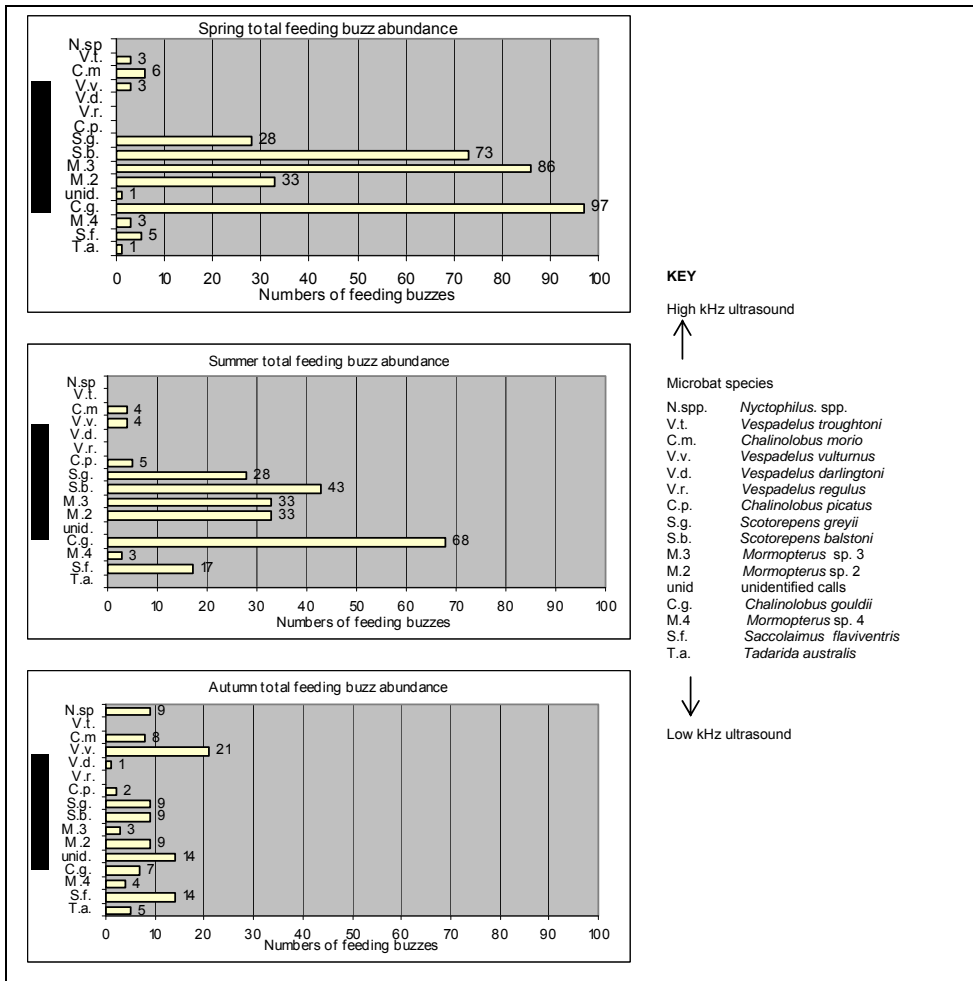 Spring total feeding buzz abundance
N.sp
V.t. 3
C.m 6
V.v. 3
V.d.
V.r.
C.p.
S.g. 28
S.b. 73
M.3 86
M.2 33
unid. 1
C.g. 97
M.4 3
S.f. 5
T.a. 1
0 10 20 30 40 50 60 70 80 90 100
Numbers of feeding buzzes
Summer total feeding buzz abundance
N.sp
V.t.
C.m 4
V.v. 4
V.d.
V.r.
C.p. 5
S.g. 28
S.b. 43
M.3 33
M.2 33
unid.
C.g. 68
M.4 3
S.f. 17
T.a.
0 10 20 30 40 50 60 70 80 90 100
Numbers of feeding buzzes
Autumn total feeding buzz abundance
N.sp 9
V.t.
C.m 8
V.v. 21
V.d. 1
V.r.
C.p. 2
S.g. 9
S.b. 9
M.3 3
M.2 9
unid. 14
C.g. 7
M.4 4
S.f. 14
T.a. 5
0 10 20 30 40 50 60 70 80 90 100
Numbers of feeding buzzes
KEY
High kHz ultrasound
Microbat species
N.spp. Nyctophilus. spp.
V.t. Vespadelus troughtoni
C.m. Chalinolobus morio
V.v. Vespadelus vulturnus
V.d. Vespadelus darlingtoni
V.r. Vespadelus regulus
C.p. Chalinolobus picatus
S.g. Scotorepens greyii
S.b. Scotorepens balstoni
M.3 Mormopterus sp. 3
M.2 Mormopterus sp. 2
unid unidentified calls
C.g. Chalinolobus gouldii
M.4 Mormopterus sp. 4
S.f. Saccolaimus flaviventris
T.a. Tadarida australis
Low kHz ultrasound